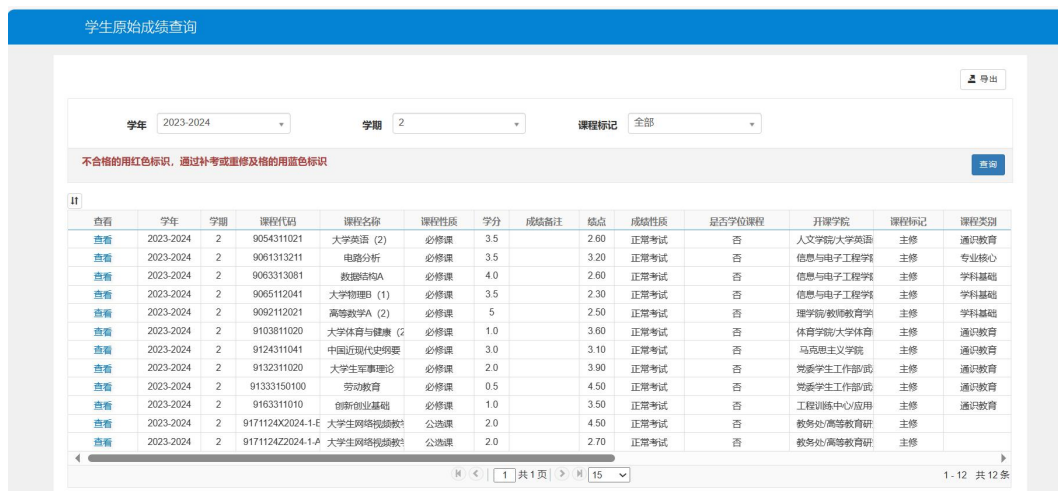 学生原始成绩查询
导出
学年 2023-2024 学期 2 课程标记 全部
不合格的用红色标识，通过补考或重修及格的用蓝色标识 查询
查看 学年 学期 课程代码 课程名称 课程性质 学分 成绩备注 绩点 成绩性质 是否学位课程 开课学院 课程标记 课程类别
查看 2023-2024 2 9054311021 大学英语（2） 必修课 3.5 2.60 正常考试 否 人文学院/大学英语 主修 通识教育
查看 2023-2024 2 9061313211 电路分析 必修课 3.5 3.20 正常考试 否 信息与电子工程学院 主修 专业核心
查看 2023-2024 2 9063313081 数据结构A 必修课 4.0 2.60 正常考试 否 信息与电子工程学院 主修 学科基础
查看 2023-2024 2 9065112041 大学物理B（1） 必修课 3.5 2.30 正常考试 否 信息与电子工程学院 主修 学科基础
查看 2023-2024 2 9092112021 高等数学A（2） 必修课 5 2.50 正常考试 否 理学院/教师教育学 主修 学科基础
查看 2023-2024 2 9103811020 大学体育与健康（2 必修课 1.0 3.60 正常考试 否 体育学院/大学体育 主修 通识教育
查看 2023-2024 2 9124311041 中国近现代史纲要 必修课 3.0 3.10 正常考试 否 马克思主义学院 主修 通识教育
查看 2023-2024 2 9132311020 大学生军事理论 必修课 2.0 3.90 正常考试 否 党委学生工作部/武 主修 通识教育
查看 2023-2024 2 91333150100 劳动教育 必修课 0.5 4.50 正常考试 否 党委学生工作部/武 主修 通识教育
查看 2023-2024 2 9163311010 创新创业基础 必修课 1.0 3.50 正常考试 否 工程训练中心/应用 主修 通识教育
查看 2023-2024 2 9171124X2024-1-E 大学生网络视频教学 公选课 2.0 4.50 正常考试 否 教务处/高等教育研 主修
查看 2023-2024 2 9171124Z2024-1-A 大学生网络视频教学 公选课 2.0 2.70 正常考试 否 教务处/高等教育研 主修
1 共 1 页 15 1 - 12 共 12 条